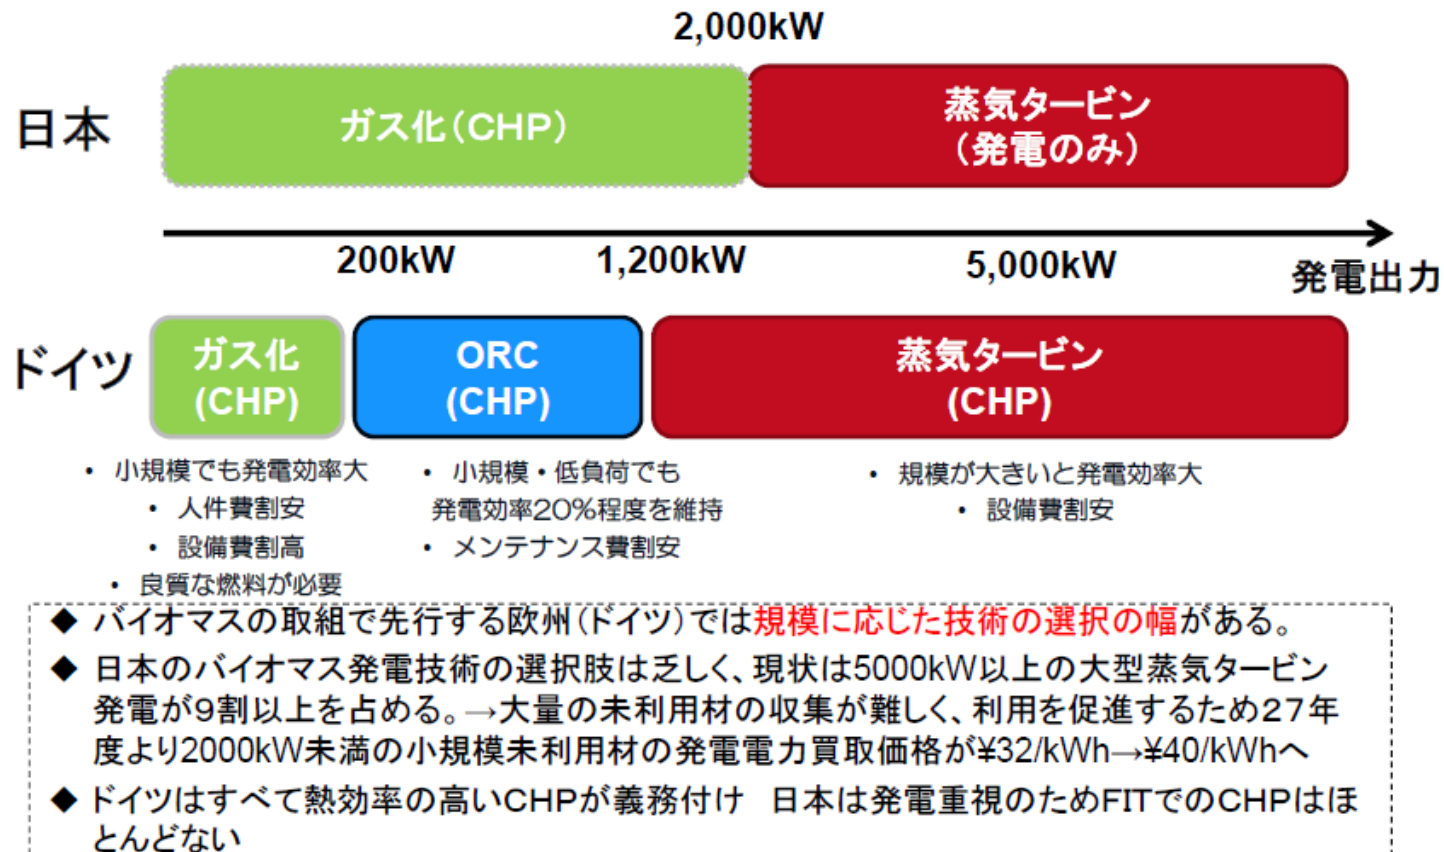 2,000kW
日本
ガス化（CHP）
蒸気タービン
（発電のみ）
200kW
1,200kW
5,000kW
発電出力
ドイツ
ガス化
(CHP)
ORC
(CHP)
蒸気タービン
(CHP)
• 小規模でも発電効率大
• 人件費割安
• 設備費割高
• 良質な燃料が必要
• 小規模・低負荷でも
発電効率20%程度を維持
• メンテナンス費割安
• 規模が大きいと発電効率大
• 設備費割安
◆ バイオマスの取組で先行する欧州（ドイツ）では規模に応じた技術の選択の幅がある。
◆ 日本のバイオマス発電技術の選択肢は乏しく、現状は5000kW以上の大型蒸気タービン
発電が９割以上を占める。→大量の未利用材の収集が難しく、利用を促進するため２７年
度より2000kW未満の小規模未利用材の発電電力買取価格が¥32/kWh→¥40/kWhへ
◆ ドイツはすべて熱効率の高いCHPが義務付け　日本は発電重視のためFITでのCHPはほ
とんどない